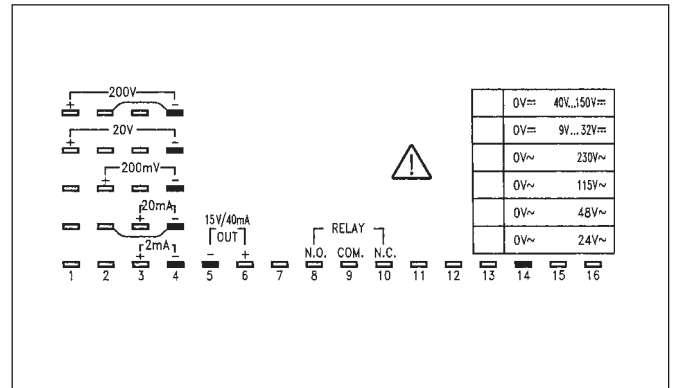 200V
+ -
20V
+ -
200mV
+ -
20mA
+ -
2mA
+ -
15V/40mA
OUT
- +
RELAY
N.O. COM. N.C.
0V⎓ 40V...150V⎓
0V⎓ 9V...32V⎓
0V~ 230V~
0V~ 115V~
0V~ 48V~
0V~ 24V~
1 2 3 4 5 6 7 8 9 10 11 12 13 14 15 16